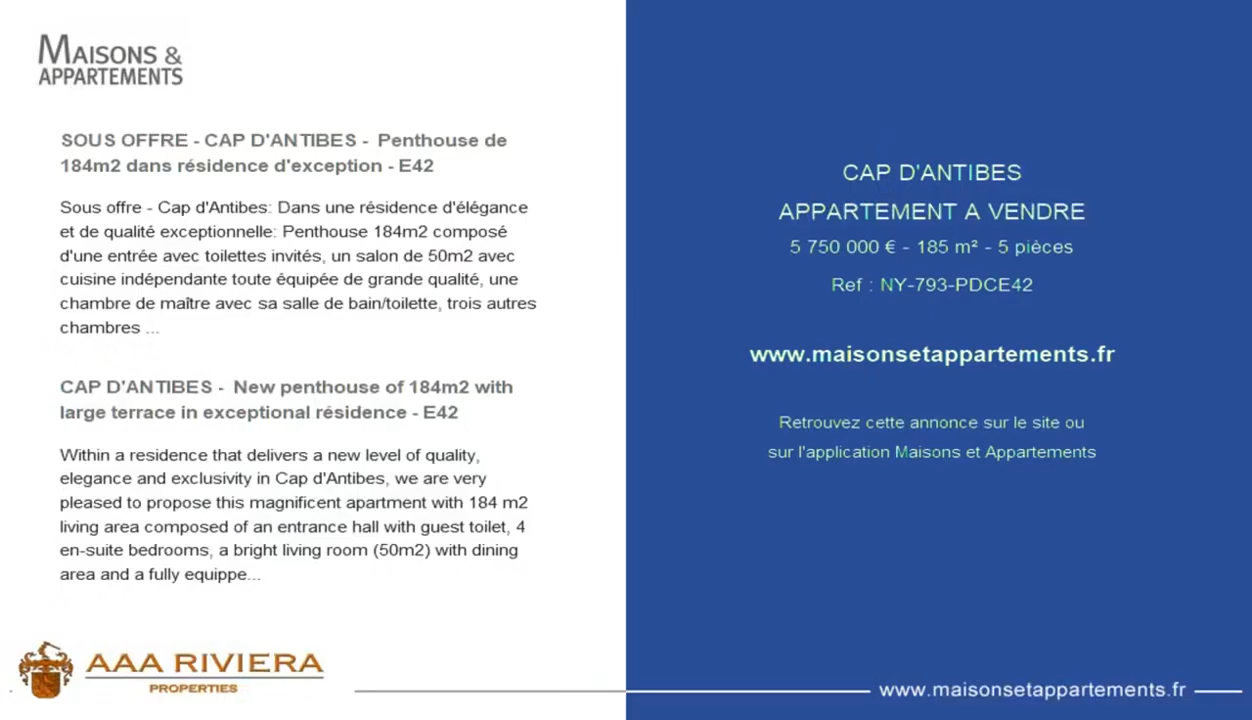 MAISONS &
APPARTEMENTS
SOUS OFFRE - CAP D'ANTIBES - Penthouse de
184m2 dans résidence d'exception - E42
Sous offre - Cap d'Antibes: Dans une résidence d'élégance
et de qualité exceptionnelle: Penthouse 184m2 composé
d'une entrée avec toilettes invités, un salon de 50m2 avec
cuisine indépendante toute équipée de grande qualité, une
chambre de maître avec sa salle de bain/toilette, trois autres
chambres ...
CAP D'ANTIBES - New penthouse of 184m2 with
large terrace in exceptional résidence - E42
Within a residence that delivers a new level of quality,
elegance and exclusivity in Cap d'Antibes, we are very
pleased to propose this magnificent apartment with 184 m2
living area composed of an entrance hall with guest toilet, 4
en-suite bedrooms, a bright living room (50m2) with dining
area and a fully equippe...
AAA RIVIERA
PROPERTIES
CAP D'ANTIBES
APPARTEMENT A VENDRE
5 750 000 € - 185 m² - 5 pièces
Ref : NY-793-PDCE42
www.maisonsetappartements.fr
Retrouvez cette annonce sur le site ou
sur l'application Maisons et Appartements
www.maisonsetappartements.fr